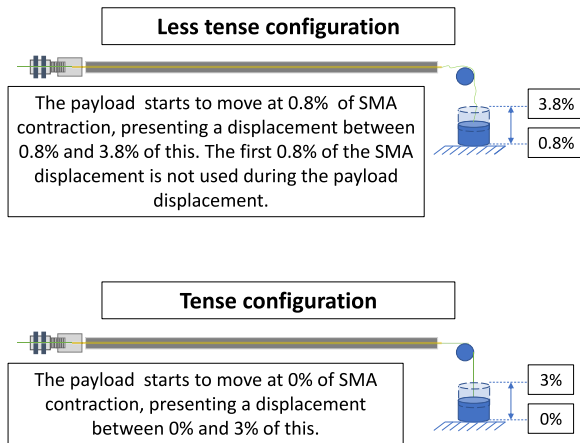 Less tense configuration
The payload starts to move at 0.8% of SMA
contraction, presenting a displacement between
0.8% and 3.8% of this. The first 0.8% of the SMA
displacement is not used during the payload
displacement.
3.8%
0.8%
Tense configuration
The payload starts to move at 0% of SMA
contraction, presenting a displacement
between 0% and 3% of this.
3%
0%